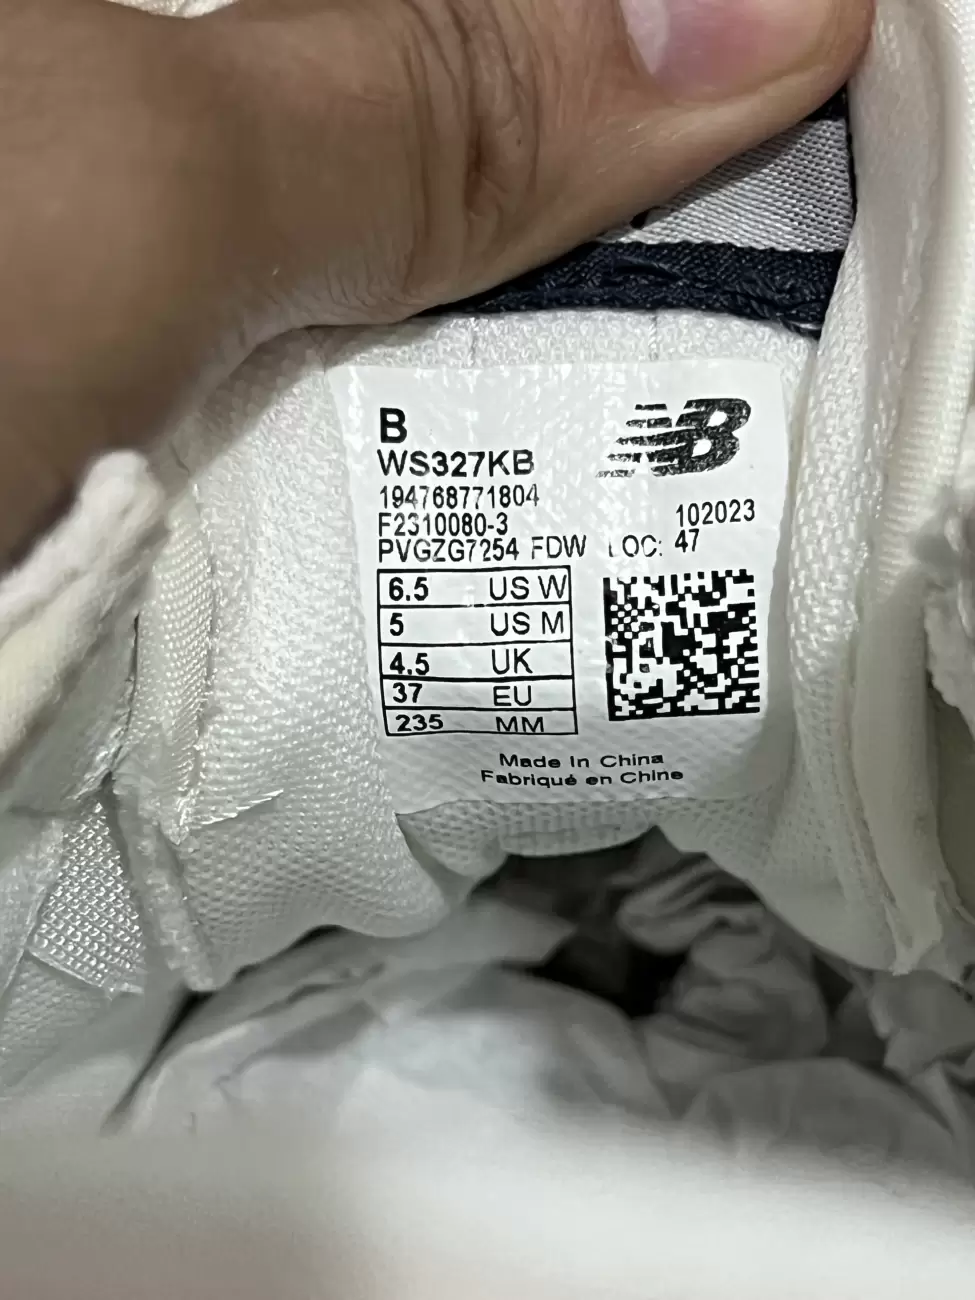 B
WS327KB
194768771804
F2310080-3
102023
PVGZG7254 FDW LOC: 47
6.5 US W
5 US M
4.5 UK
37 EU
235 MM
Made In China
Fabriqué en Chine